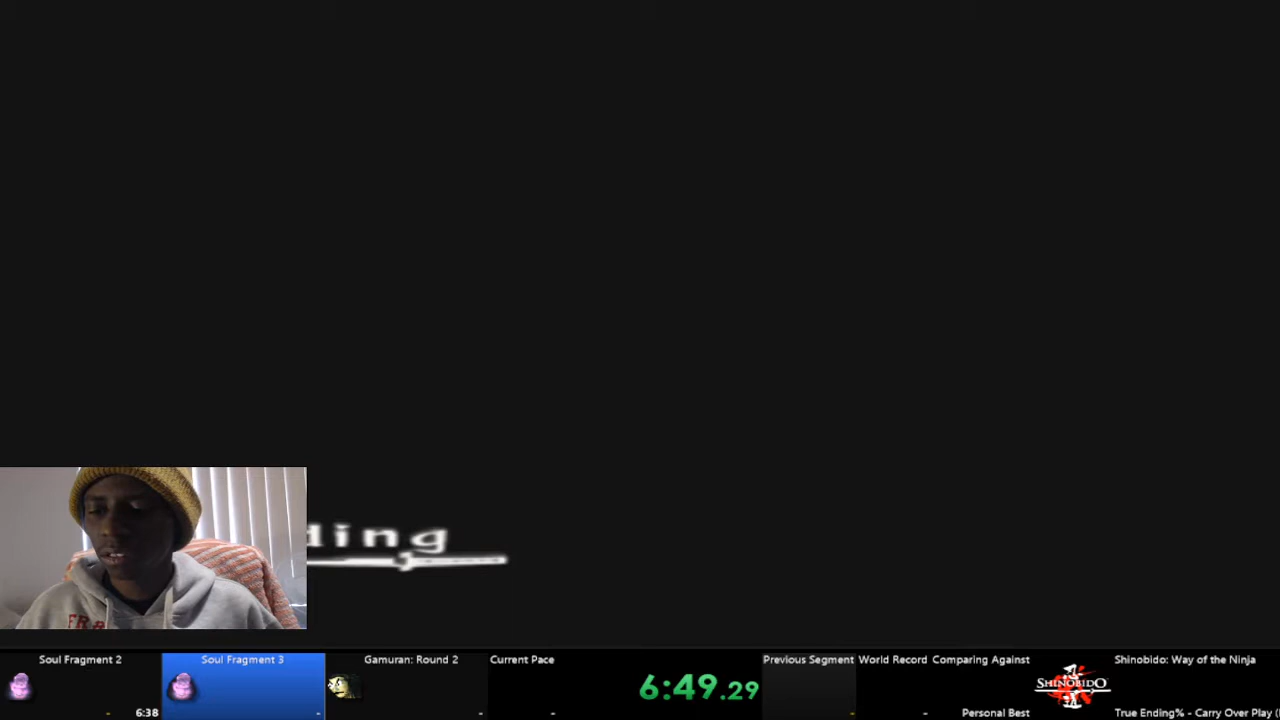 ding
Soul Fragment 2
- 6:38
Soul Fragment 3
-
Gamuran: Round 2
-
Current Pace
-
6:49.29
Previous Segment
-
World Record
-
Comparing Against
Personal Best
SHINOBIDO
Shinobido: Way of the Ninja
True Ending% - Carry Over Play (